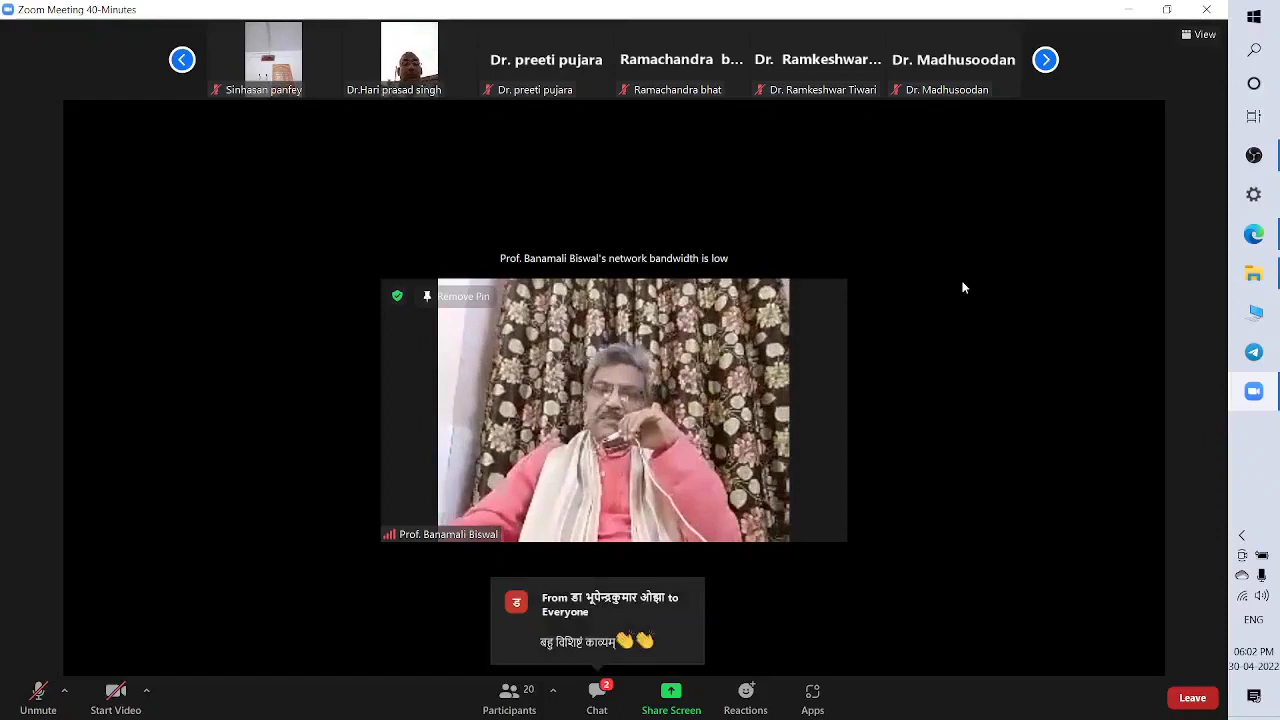 Zoom Meeting 40-Minutes
View
Dr. preeti pujara
Ramachandra b...
Dr. Ramkeshwar...
Dr. Madhusoodan
Sinhasan panfey
Dr.Hari prasad singh
Dr. preeti pujara
Ramachandra bhat
Dr. Ramkeshwar Tiwari
Dr. Madhusoodan
Prof. Banamali Biswal's network bandwidth is low
Remove Pin
Prof. Banamali Biswal
ड
From डा भूपेन्द्रकुमार ओझा to
Everyone
बहु विशिष्टं काव्यम्👏👏
Unmute
Start Video
20
Participants
2
Chat
Share Screen
Reactions
Apps
Leave
ENG
06:02 PM
30-04-2022